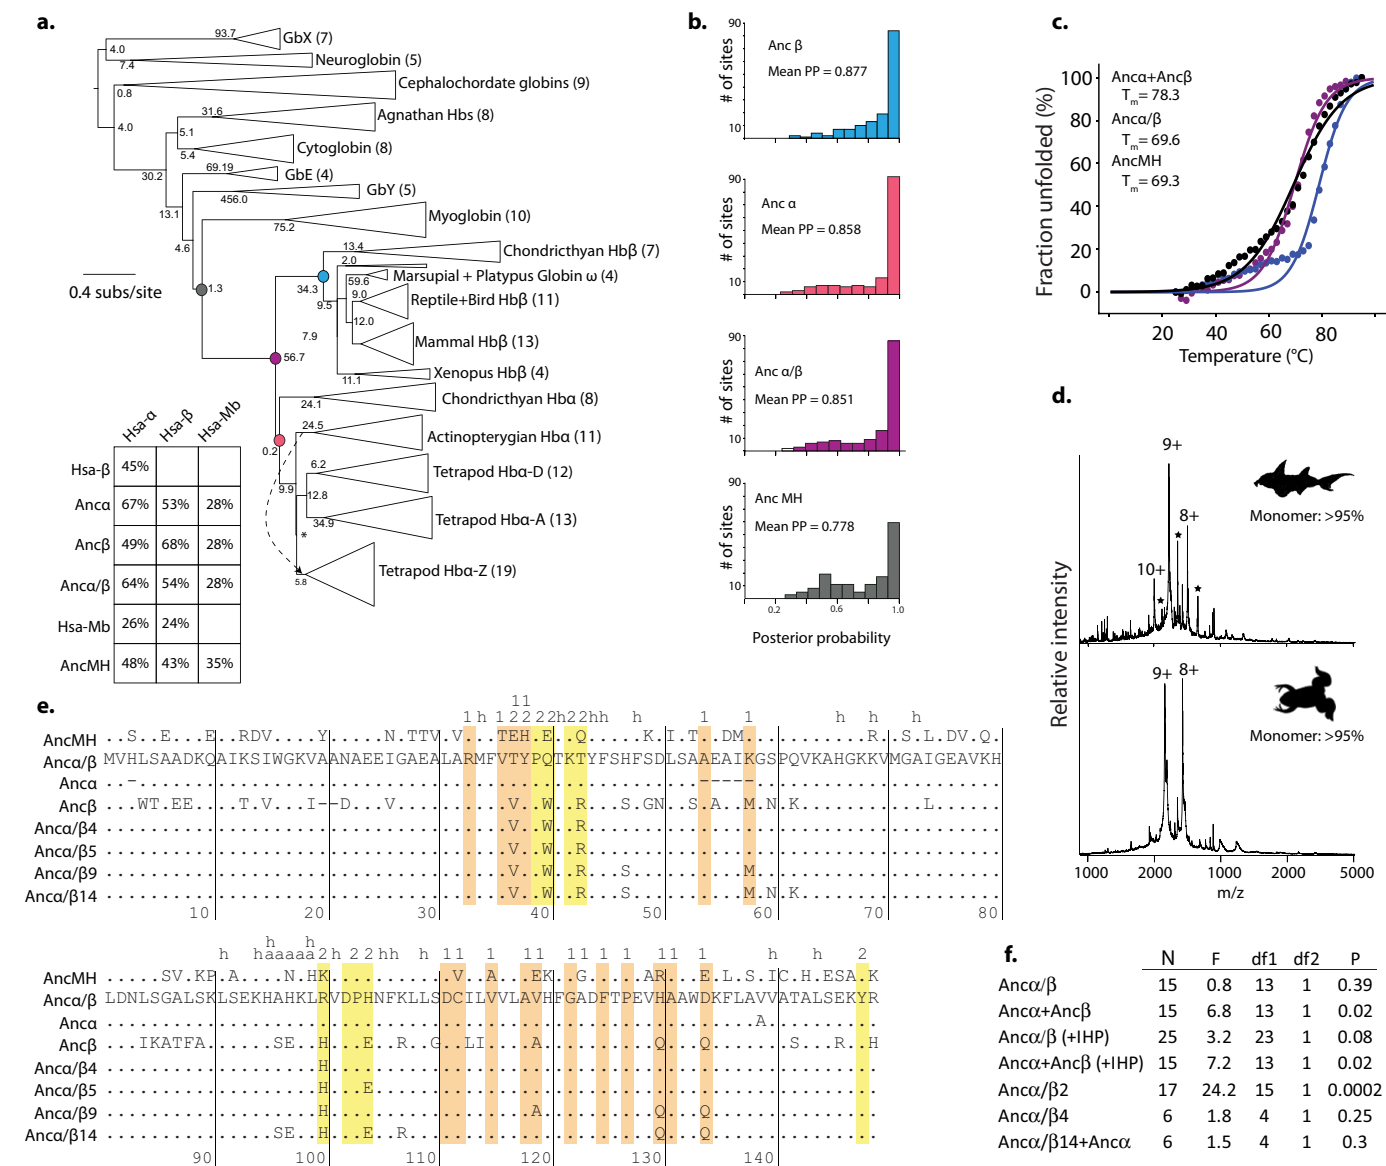 a.
GbX (7)
93.7
4.0
7.4
Neuroglobin (5)
Cephalochordate globins (9)
0.8
4.0
31.6
Agnathan Hbs (8)
5.1
5.4
Cytoglobin (8)
30.2
69.19
GbE (4)
GbY (5)
456.0
13.1
Myoglobin (10)
75.2
4.6
13.4
Chondricthyan Hbβ (7)
2.0
59.6
Marsupial + Platypus Globin ω (4)
0.4 subs/site
1.3
34.3
9.5
9.0
Reptile+Bird Hbβ (11)
12.0
7.9
Mammal Hbβ (13)
56.7
11.1
Xenopus Hbβ (4)
24.1
Chondricthyan Hbα (8)
24.5
Actinopterygian Hbα (11)
0.2
6.2
Tetrapod Hbα-D (12)
9.9
12.8
34.9
Tetrapod Hbα-A (13)
*
5.8
Tetrapod Hbα-Z (19)
Hsa-α Hsa-β Hsa-Mb
Hsa-β 45%
Ancα 67% 53% 28%
Ancβ 49% 68% 28%
Ancα/β 64% 54% 28%
Hsa-Mb 26% 24%
AncMH 48% 43% 35%
b.
90
Anc β
Mean PP = 0.877
# of sites
10
90
Anc α
Mean PP = 0.858
# of sites
10
90
Anc α/β
Mean PP = 0.851
# of sites
10
90
Anc MH
Mean PP = 0.778
# of sites
10
0.2 0.6 1.0
Posterior probability
c.
Fraction unfolded (%)
100
80
60
40
20
0
Ancα+Ancβ
Tm= 78.3
Ancα/β
Tm= 69.6
AncMH
Tm= 69.3
20 40 60 80
Temperature (°C)
d.
Relative intensity
9+
8+
10+
Monomer: >95%
9+ 8+
Monomer: >95%
1000 2000 1000 2000 5000
m/z
e.
AncMH
Ancα/β MVHLSAADKQAIKSIWGKVAANAEEIGAEALARMFVTYPQTKTYFSHFSDLSAAEAIKGSPQVKAHGKKVMGAIGEAVKH
Ancα
Ancβ
Ancα/β4
Ancα/β5
Ancα/β9
Ancα/β14
10 20 30 40 50 60 70 80
AncMH
Ancα/β LDNLSGALSKLSEKHAHKLRVDPHNFKLLSDCILVVLAVHFGADFTPEVHAAWDKFLAVVATALSEKYR
Ancα
Ancβ
Ancα/β4
Ancα/β5
Ancα/β9
Ancα/β14
90 100 110 120 130 140
f.
N F df1 df2 P
Ancα/β 15 0.8 13 1 0.39
Ancα+Ancβ 15 6.8 13 1 0.02
Ancα/β (+IHP) 25 3.2 23 1 0.08
Ancα+Ancβ (+IHP) 15 7.2 13 1 0.02
Ancα/β2 17 24.2 15 1 0.0002
Ancα/β4 6 1.8 4 1 0.25
Ancα/β14+Ancα 6 1.5 4 1 0.3